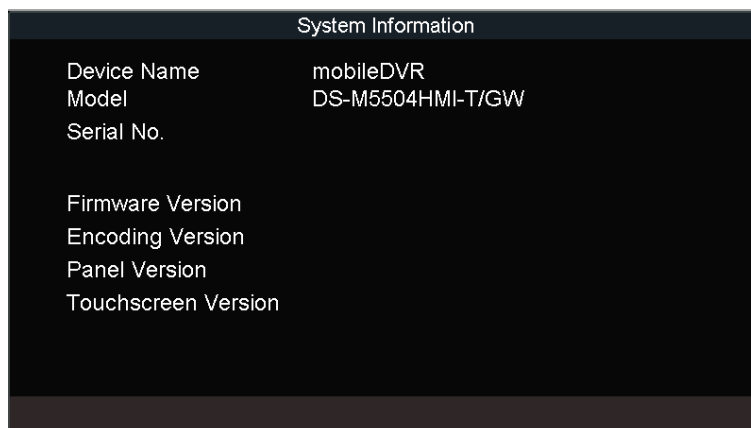 System Information
Device Name mobileDVR
Model DS-M5504HMI-T/GW
Serial No.
Firmware Version
Encoding Version
Panel Version
Touchscreen Version